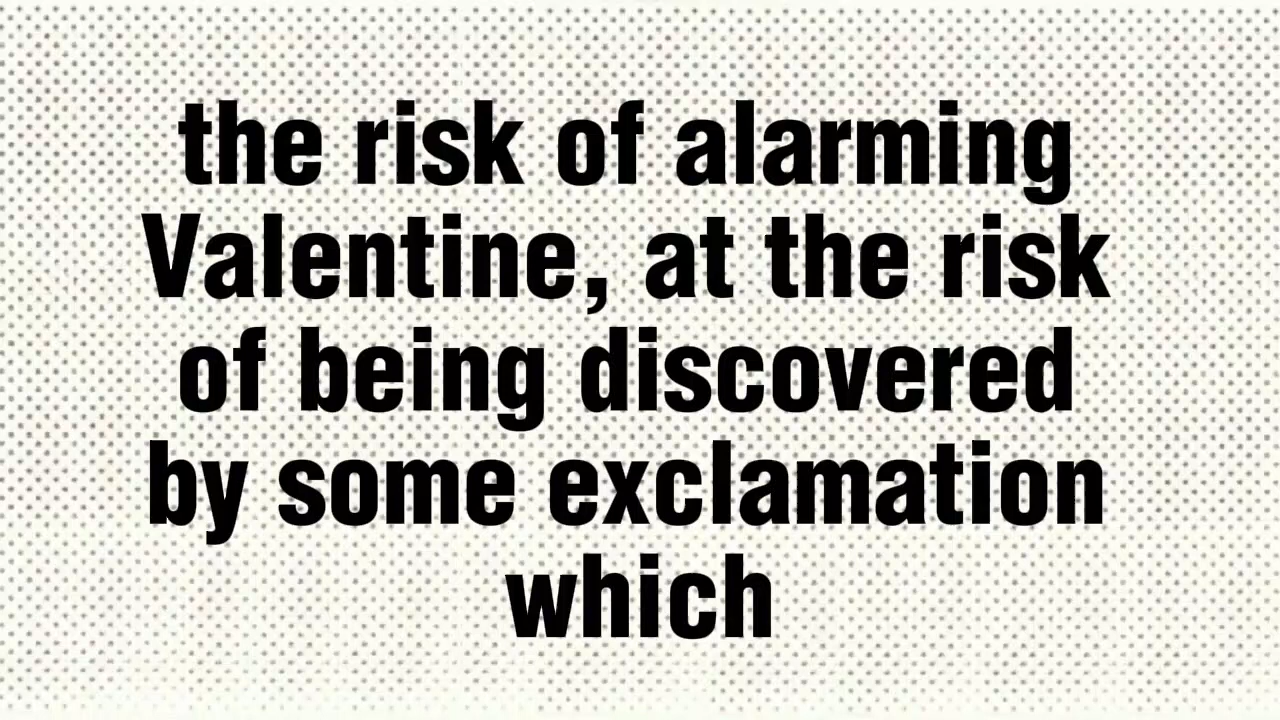 the risk of alarming
Valentine, at the risk
of being discovered
by some exclamation
which